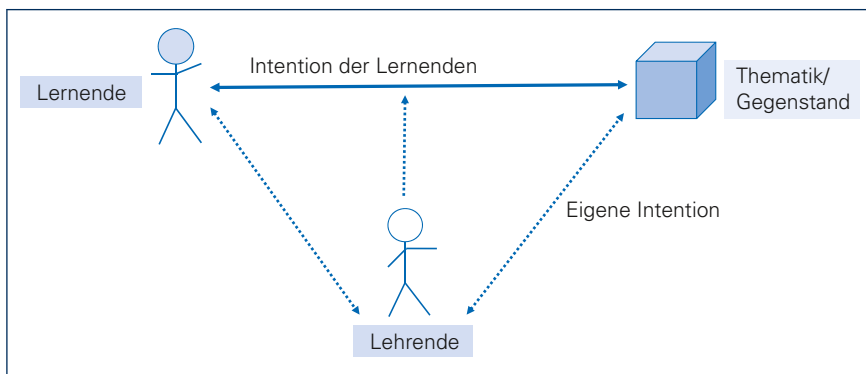 Intention der Lernenden
Lernende
Thematik/
Gegenstand
Eigene Intention
Lehrende